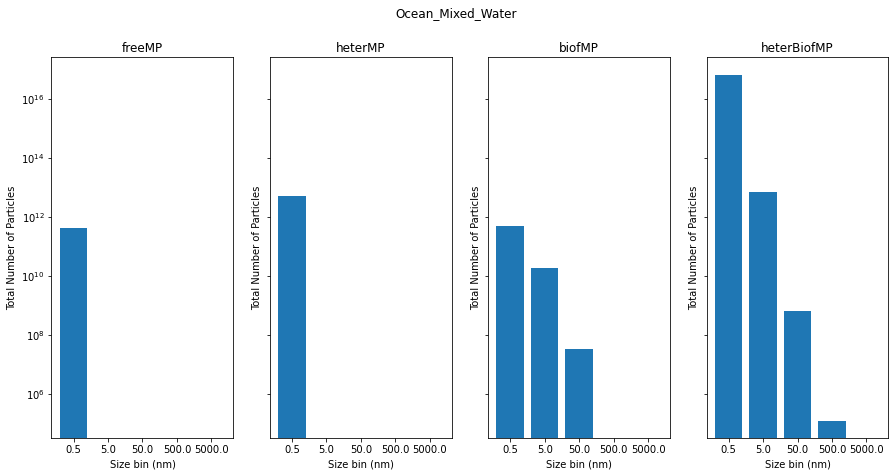 Ocean_Mixed_Water
freeMP
heterMP
biofMP
heterBiofMP
Total Number of Particles
10^16
10^14
10^12
10^10
10^8
10^6
0.5 5.0 50.0 500.0 5000.0
Size bin (nm)
Total Number of Particles
0.5 5.0 50.0 500.0 5000.0
Size bin (nm)
Total Number of Particles
0.5 5.0 50.0 500.0 5000.0
Size bin (nm)
Total Number of Particles
0.5 5.0 50.0 500.0 5000.0
Size bin (nm)